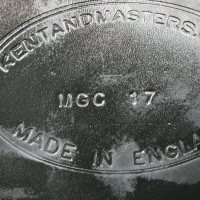 KENTANDMASTERS.
MGC 17
MADE IN ENGLA